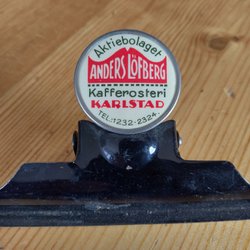 Aktiebolaget
ANDERS LÖFBERG
Kafferosteri
KARLSTAD
TEL: 1232-2324.